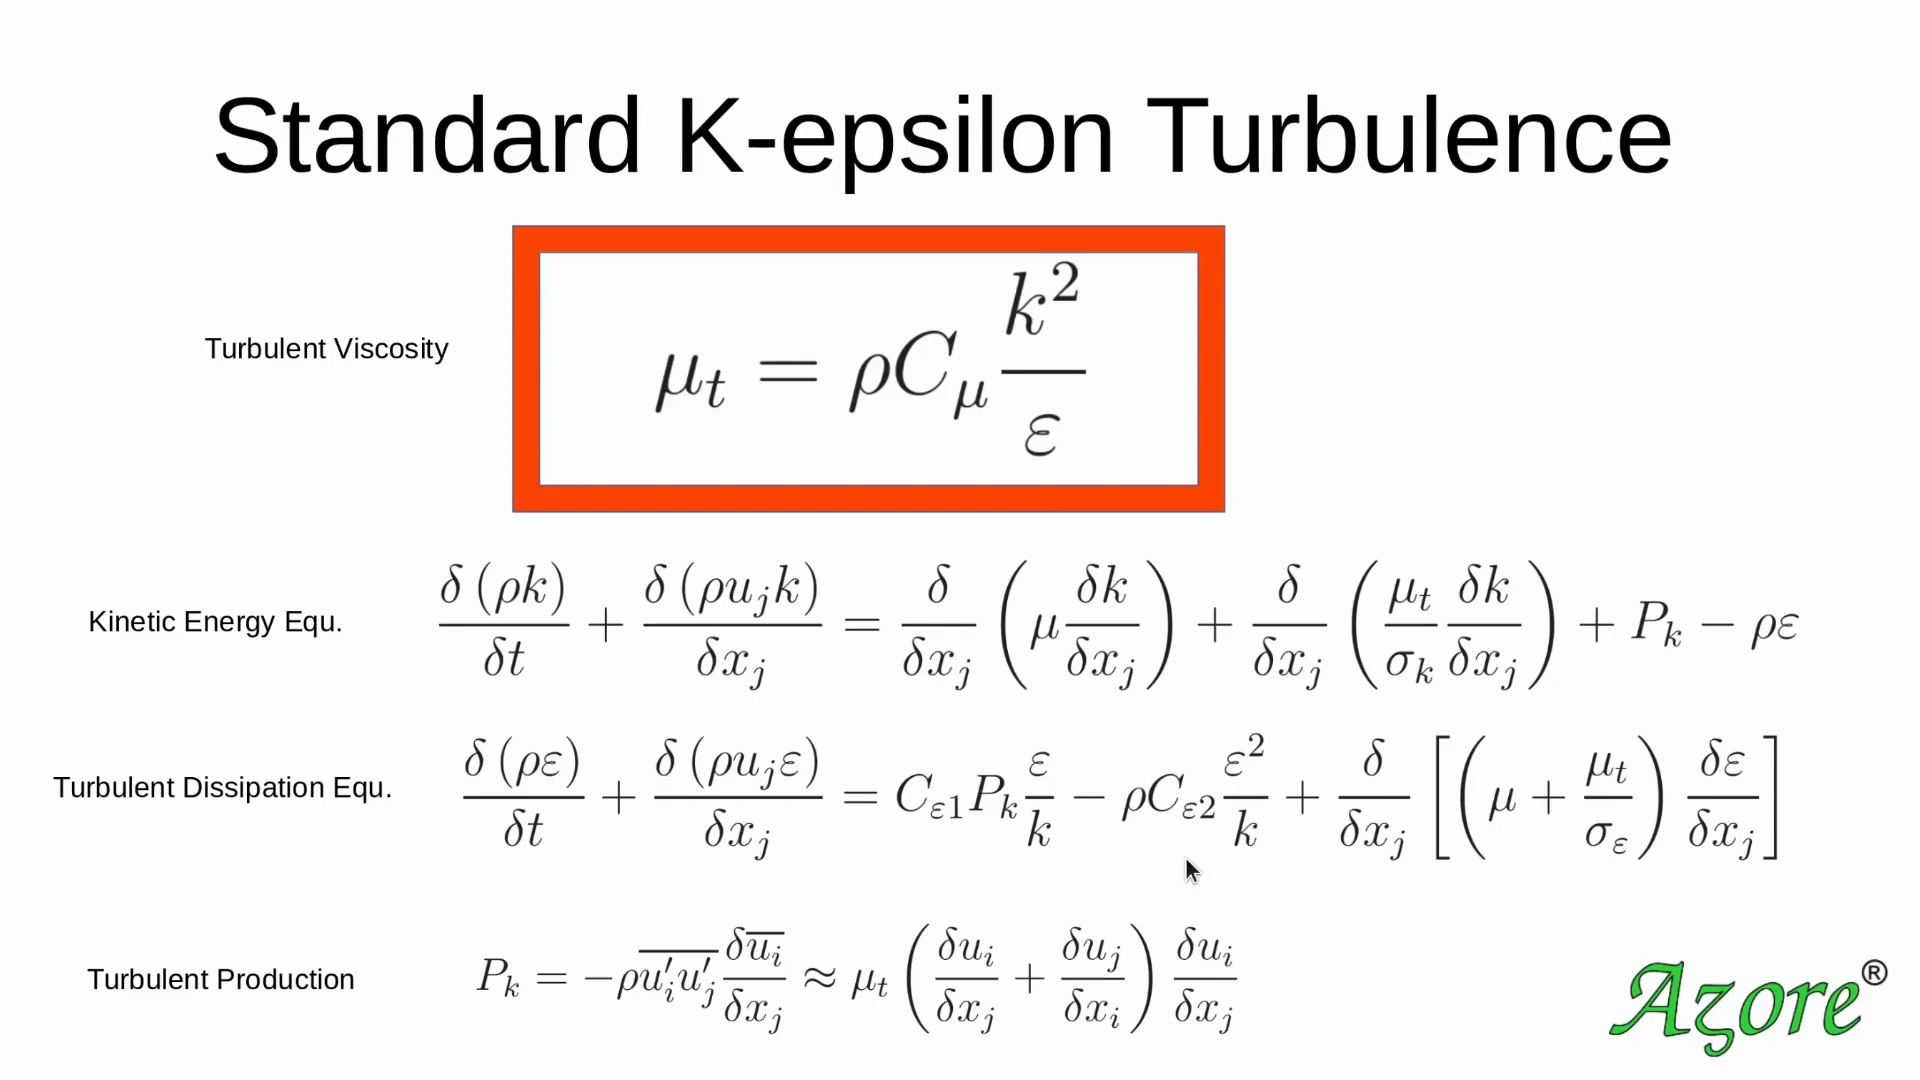 Standard K-epsilon Turbulence
Turbulent Viscosity
μ_t = ρC_μ k²/ε
Kinetic Energy Equ.
δ(ρk)/δt + δ(ρu_j k)/δx_j = δ/δx_j (μ δk/δx_j) + δ/δx_j (μ_t/σ_k δk/δx_j) + P_k − ρε
Turbulent Dissipation Equ.
δ(ρε)/δt + δ(ρu_j ε)/δx_j = C_ε1 P_k ε/k − ρC_ε2 ε²/k + δ/δx_j [(μ + μ_t/σ_ε) δε/δx_j]
Turbulent Production
P_k = −ρ\overline{u′_i u′_j} δ\overline{u_i}/δx_j ≈ μ_t (δu_i/δx_j + δu_j/δx_i) δu_i/δx_j
Azore®